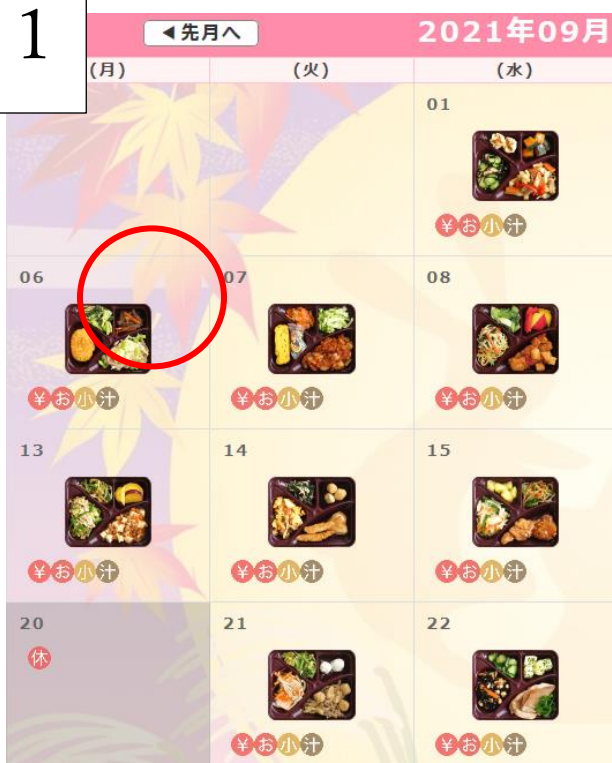 1
◀先月へ
2021年09月
(月) (火) (水)
01
¥ お 小 汁
06 07 08
¥ お 小 汁 ¥ お 小 汁 ¥ お 小 汁
13 14 15
¥ お 小 汁 ¥ お 小 汁 ¥ お 小 汁
20 21 22
休
¥ お 小 汁 ¥ お 小 汁